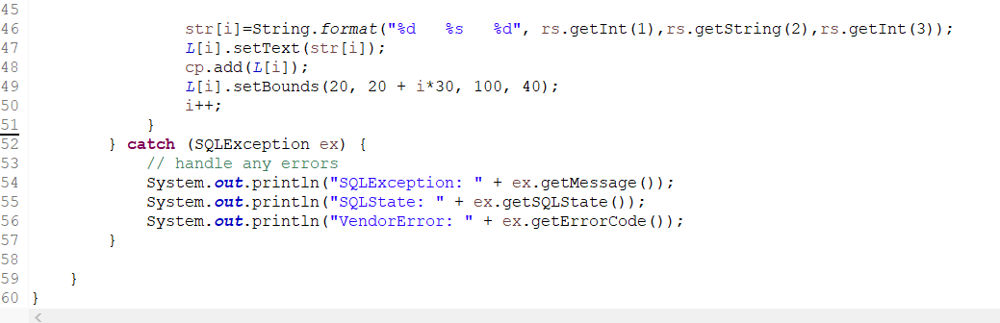 45
46 str[i]=String.format("%d   %s   %d", rs.getInt(1),rs.getString(2),rs.getInt(3));
47 L[i].setText(str[i]);
48 cp.add(L[i]);
49 L[i].setBounds(20, 20 + i*30, 100, 40);
50 i++;
51 }
52 } catch (SQLException ex) {
53 // handle any errors
54 System.out.println("SQLException: " + ex.getMessage());
55 System.out.println("SQLState: " + ex.getSQLState());
56 System.out.println("VendorError: " + ex.getErrorCode());
57 }
58
59 }
60 }